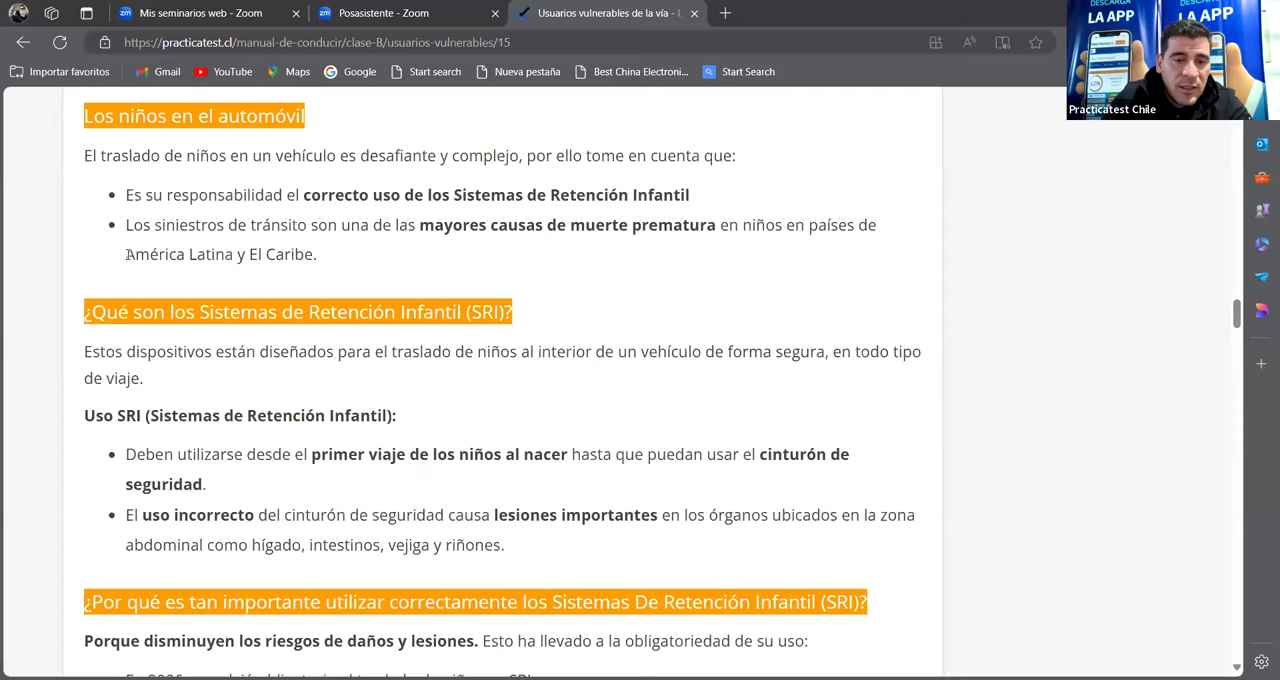 Mis seminarios web - Zoom
Posasistente - Zoom
Usuarios vulnerables de la vía - L
https://practicatest.cl/manual-de-conducir/clase-B/usuarios-vulnerables/15
Importar favoritos
Gmail
YouTube
Maps
Google
Start search
Nueva pestaña
Best China Electroni...
Start Search
DESCARGA
LA APP
DESCARGA
LA APP
Practicatest Chile
Los niños en el automóvil
El traslado de niños en un vehículo es desafiante y complejo, por ello tome en cuenta que:
• Es su responsabilidad el correcto uso de los Sistemas de Retención Infantil
• Los siniestros de tránsito son una de las mayores causas de muerte prematura en niños en países de
América Latina y El Caribe.
¿Qué son los Sistemas de Retención Infantil (SRI)?
Estos dispositivos están diseñados para el traslado de niños al interior de un vehículo de forma segura, en todo tipo
de viaje.
Uso SRI (Sistemas de Retención Infantil):
• Deben utilizarse desde el primer viaje de los niños al nacer hasta que puedan usar el cinturón de
seguridad.
• El uso incorrecto del cinturón de seguridad causa lesiones importantes en los órganos ubicados en la zona
abdominal como hígado, intestinos, vejiga y riñones.
¿Por qué es tan importante utilizar correctamente los Sistemas De Retención Infantil (SRI)?
Porque disminuyen los riesgos de daños y lesiones. Esto ha llevado a la obligatoriedad de su uso: